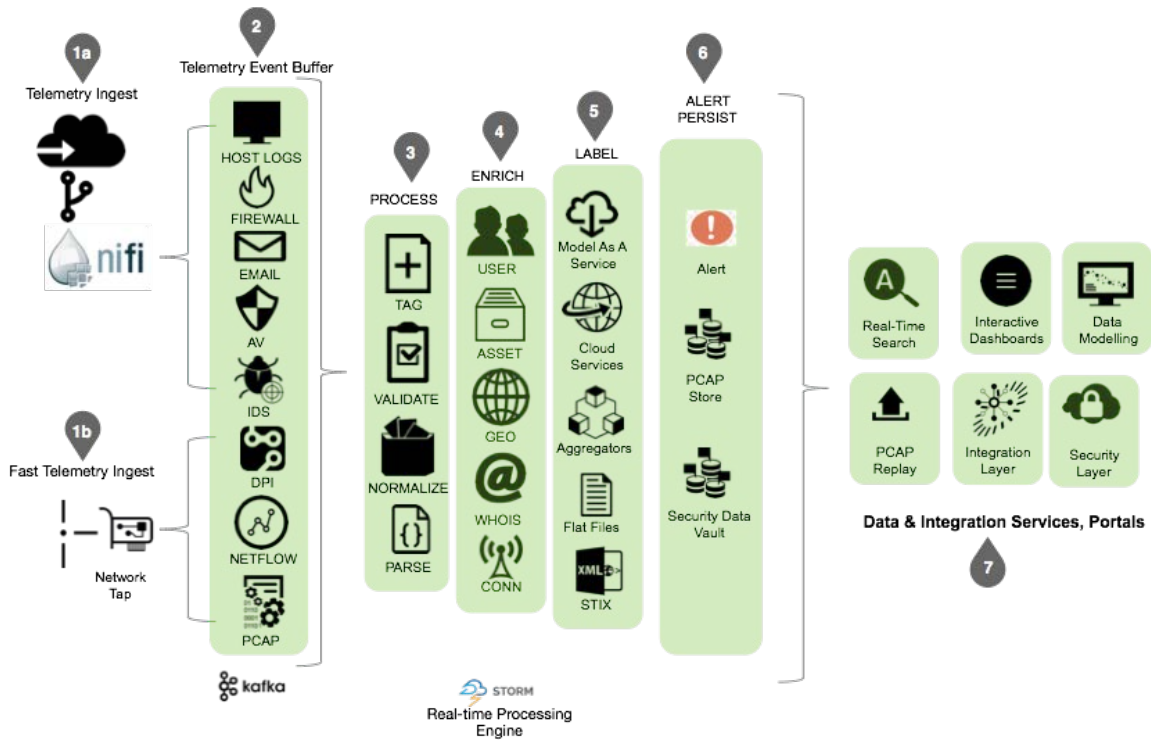 1a
Telemetry Ingest
nifi
1b
Fast Telemetry Ingest
Network
Tap
2
Telemetry Event Buffer
HOST LOGS
FIREWALL
EMAIL
AV
IDS
DPI
NETFLOW
PCAP
kafka
3
PROCESS
TAG
VALIDATE
NORMALIZE
PARSE
4
ENRICH
USER
ASSET
GEO
@
WHOIS
CONN
5
LABEL
Model As A
Service
Cloud
Services
Aggregators
Flat Files
XML
STIX
STORM
Real-time Processing
Engine
6
ALERT
PERSIST
Alert
PCAP
Store
Security Data
Vault
A
Real-Time
Search
Interactive
Dashboards
Data
Modelling
PCAP
Replay
Integration
Layer
Security
Layer
Data & Integration Services, Portals
7